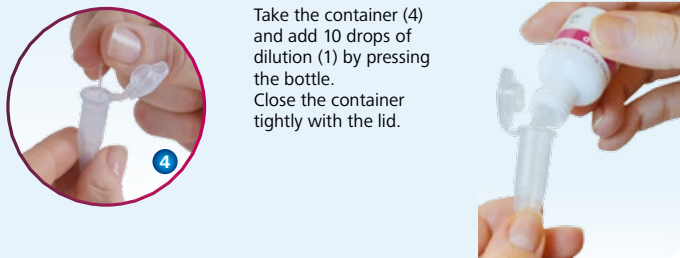 Take the container (4)
and add 10 drops of
dilution (1) by pressing
the bottle.
Close the container
tightly with the lid.
4